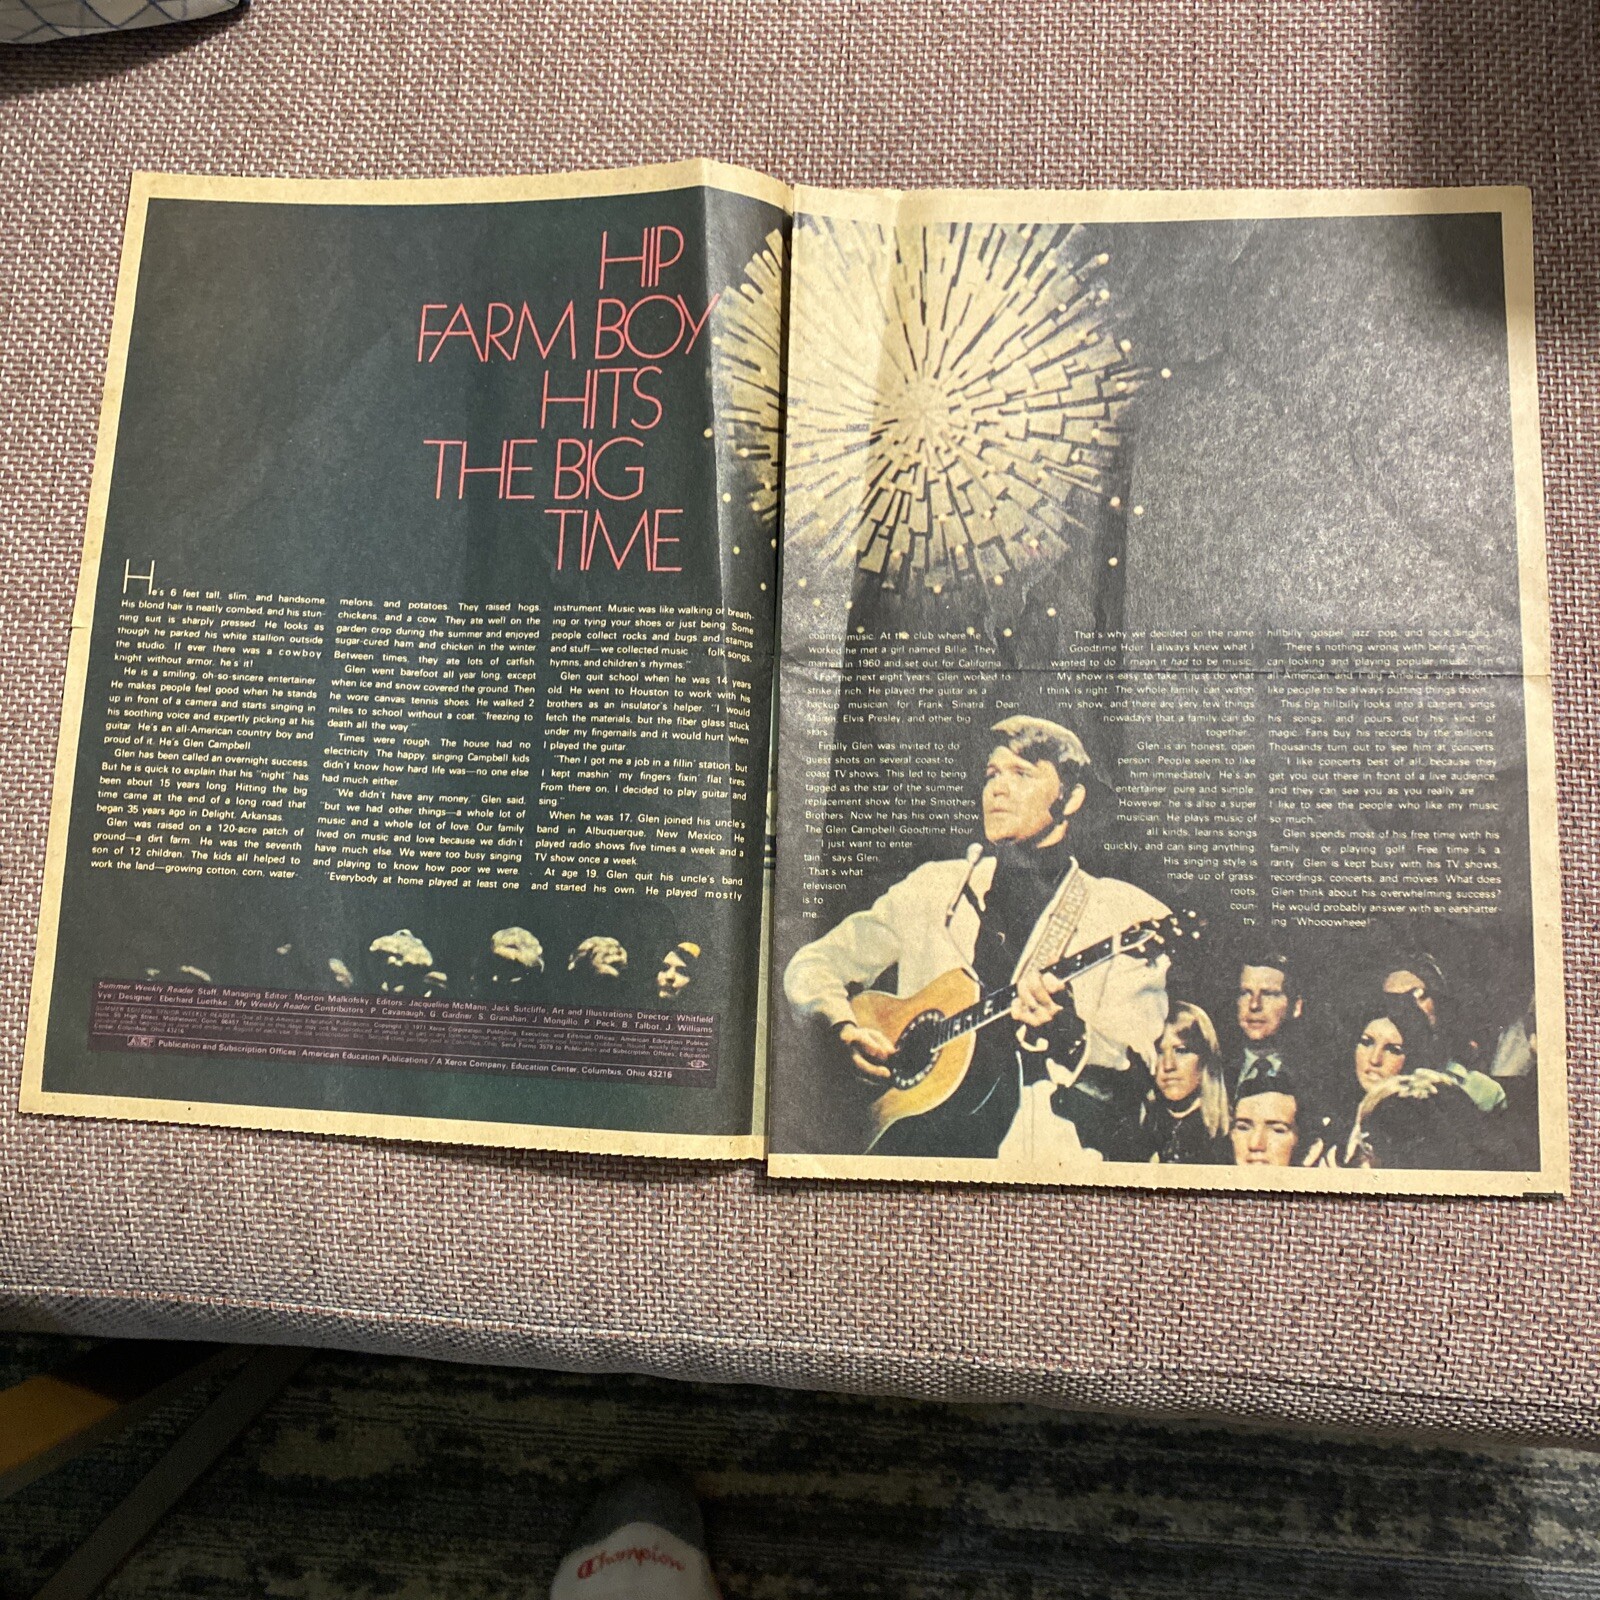 HIP
FARM BOY
HITS
THE BIG
TIME
He's 6 feet tall, slim, and handsome.
His blond hair is neatly combed, and his stun-
ning suit is sharply pressed. He looks as
though he parked his white stallion outside
the studio. If ever there was a cowboy
knight without armor, he's it!
He is a smiling, oh-so-sincere entertainer.
He makes people feel good when he stands
up in front of a camera and starts singing in
his soothing voice and expertly picking at his
guitar. He's an all-American country boy and
proud of it. He's Glen Campbell.
Glen has been called an overnight success.
But he is quick to explain that his "night" has
been about 15 years long. Hitting the big
time came at the end of a long road that
began 35 years ago in Delight, Arkansas.
Glen was raised on a 120-acre patch of
ground—a dirt farm. He was the seventh
son of 12 children. The kids all helped to
work the land—growing cotton, corn, water-
melons, and potatoes. They raised hogs,
chickens, and a cow. They ate well on the
garden crop during the summer and enjoyed
sugar-cured ham and chicken in the winter.
Between times, they ate lots of catfish.
Glen went barefoot all year long, except
when ice and snow covered the ground. Then
he wore canvas tennis shoes. He walked 2
miles to school without a coat, "freezing to
death all the way."
Times were rough. The house had no
electricity. The happy, singing Campbell kids
didn't know how hard life was—no one else
had much either.
"We didn't have any money," Glen said,
"but we had other things—a whole lot of
music and a whole lot of love. Our family
lived on music and love because we didn't
have much else. We were too busy singing
and playing to know how poor we were.
"Everybody at home played at least one
instrument. Music was like walking or breath-
ing or tying your shoes or just being. Some
people collect rocks and bugs and stamps
and stuff—we collected music . . . folk songs,
hymns, and children's rhymes."
Glen quit school when he was 14 years
old. He went to Houston to work with his
brothers as an insulator's helper. "I would
fetch the materials, but the fiber glass stuck
under my fingernails and it would hurt when
I played the guitar.
"Then I got me a job in a fillin' station, but
I kept mashin' my fingers fixin' flat tires.
From there on, I decided to play guitar and
sing."
When he was 17, Glen joined his uncle's
band in Albuquerque, New Mexico. He
played radio shows five times a week and a
TV show once a week.
At age 19, Glen quit his uncle's band
and started his own. He played mostly
country music. At the club where he
worked he met a girl named Billie. They
married in 1960 and set out for California.
For the next eight years, Glen worked to
strike it rich. He played the guitar as a
backup musician for Frank Sinatra, Dean
Martin, Elvis Presley, and other big
stars.
Finally Glen was invited to do
guest shots on several coast-to-
coast TV shows. This led to being
tagged as the star of the summer
replacement show for the Smothers
Brothers. Now he has his own show,
The Glen Campbell Goodtime Hour.
"I just want to enter-
tain," says Glen.
"That's what
television
is to
me.
That's why we decided on the name
Goodtime Hour. I always knew what I
wanted to do. I mean it had to be music.
"My show is easy to take. I just do what
I think is right. The whole family can watch
my show, and there are very few things
nowadays that a family can do
together."
Glen is an honest, open
person. People seem to like
him immediately. He's an
entertainer pure and simple.
However, he is also a super
musician. He plays music of
all kinds, learns songs
quickly, and can sing anything.
His singing style is
made up of grass-
roots,
coun-
try,
hillbilly, gospel, jazz, pop, and rock singing.
"There's nothing wrong with being Ameri-
can looking and playing popular music. I'm
all-American and I dig America and I don't
like people to be always putting things down."
This hip hillbilly looks into a camera, sings
his songs, and pours out his kind of
magic. Fans buy his records by the millions.
Thousands turn out to see him at concerts.
"I like concerts best of all, because they
get you out there in front of a live audience,
and they can see you as you really are.
I like to see the people who like my music
so much."
Glen spends most of his free time with his
family . . . or playing golf. Free time is a
rarity. Glen is kept busy with his TV shows,
recordings, concerts, and movies. What does
Glen think about his overwhelming success?
He would probably answer with an earshatter-
ing "Whooowheee!"
Summer Weekly Reader Staff, Managing Editor: Morton Malkofsky; Editors: Jacqueline McMann, Jack Sutcliffe; Art and Illustrations Director: Whitfield
Vye; Designer: Eberhard Luethke; My Weekly Reader Contributors: P. Cavanaugh, G. Gardner, S. Granahan, J. Mongillo, P. Peck, B. Talbot, J. Williams
AEP Publication and Subscription Offices: American Education Publications / A Xerox Company, Education Center, Columbus, Ohio 43216
Champion